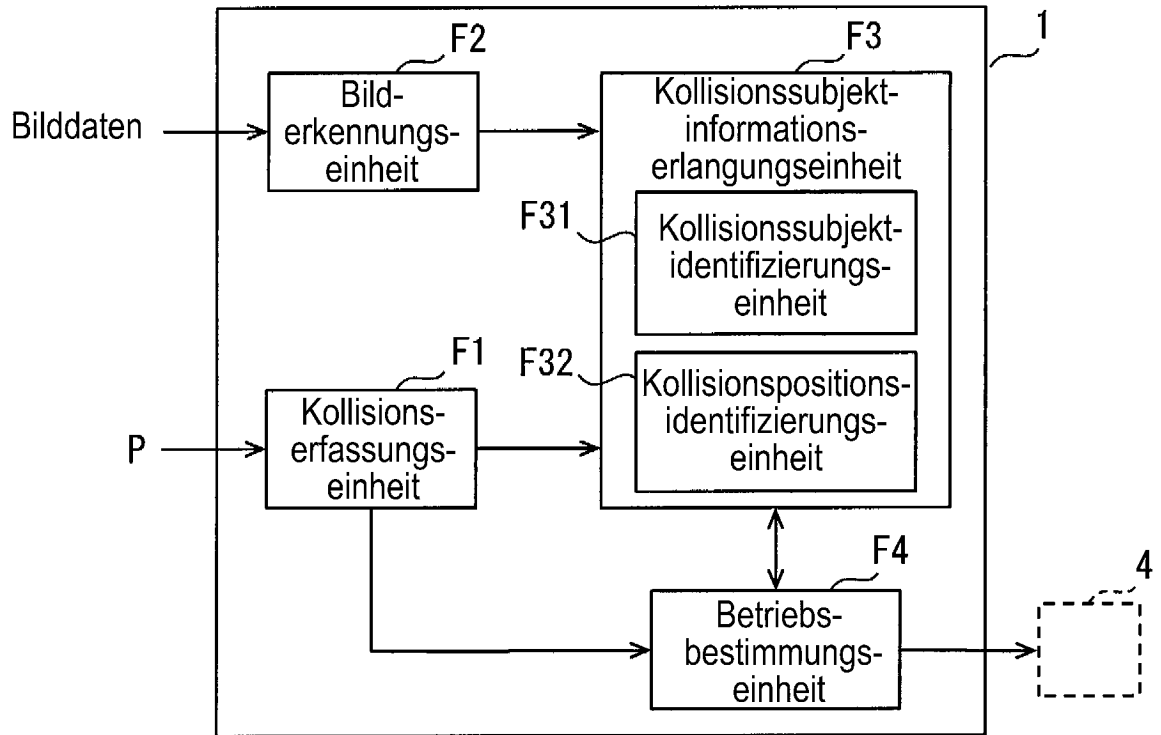 1
F2
F3
Bilddaten
Bild-
erkennungs-
einheit
Kollisionssubjekt-
informations-
erlangungseinheit
F31
Kollisionssubjekt-
identifizierungs-
einheit
F1
F32
P
Kollisions-
erfassungs-
einheit
Kollisionspositions-
identifizierungs-
einheit
F4
4
Betriebs-
bestimmungs-
einheit